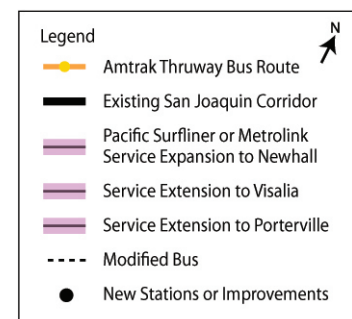 N
Legend
Amtrak Thruway Bus Route
Existing San Joaquin Corridor
Pacific Surfliner or Metrolink
Service Expansion to Newhall
Service Extension to Visalia
Service Extension to Porterville
Modified Bus
New Stations or Improvements